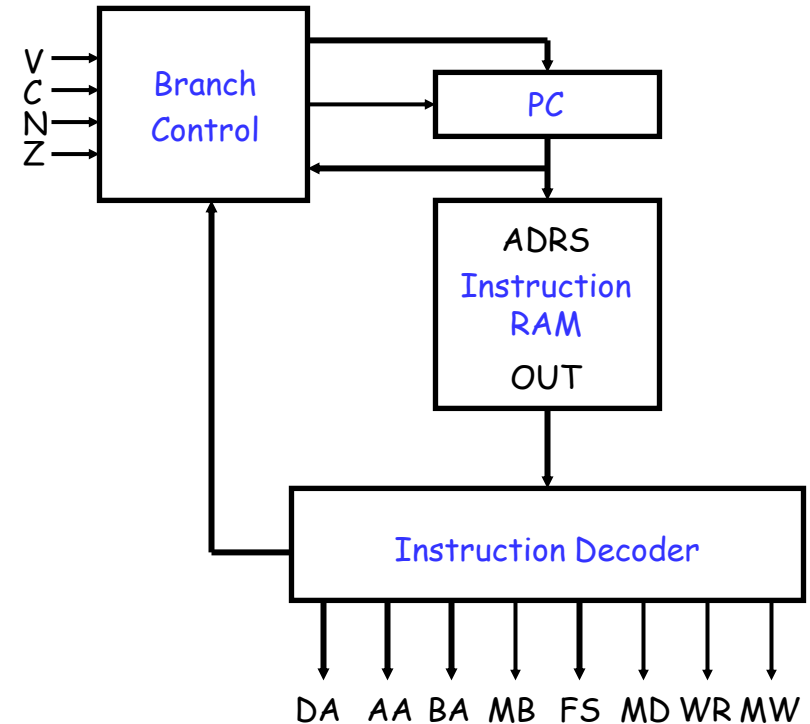 V
C
N
Z
Branch
Control
PC
ADRS
Instruction
RAM
OUT
Instruction Decoder
DA AA BA MB FS MD WR MW